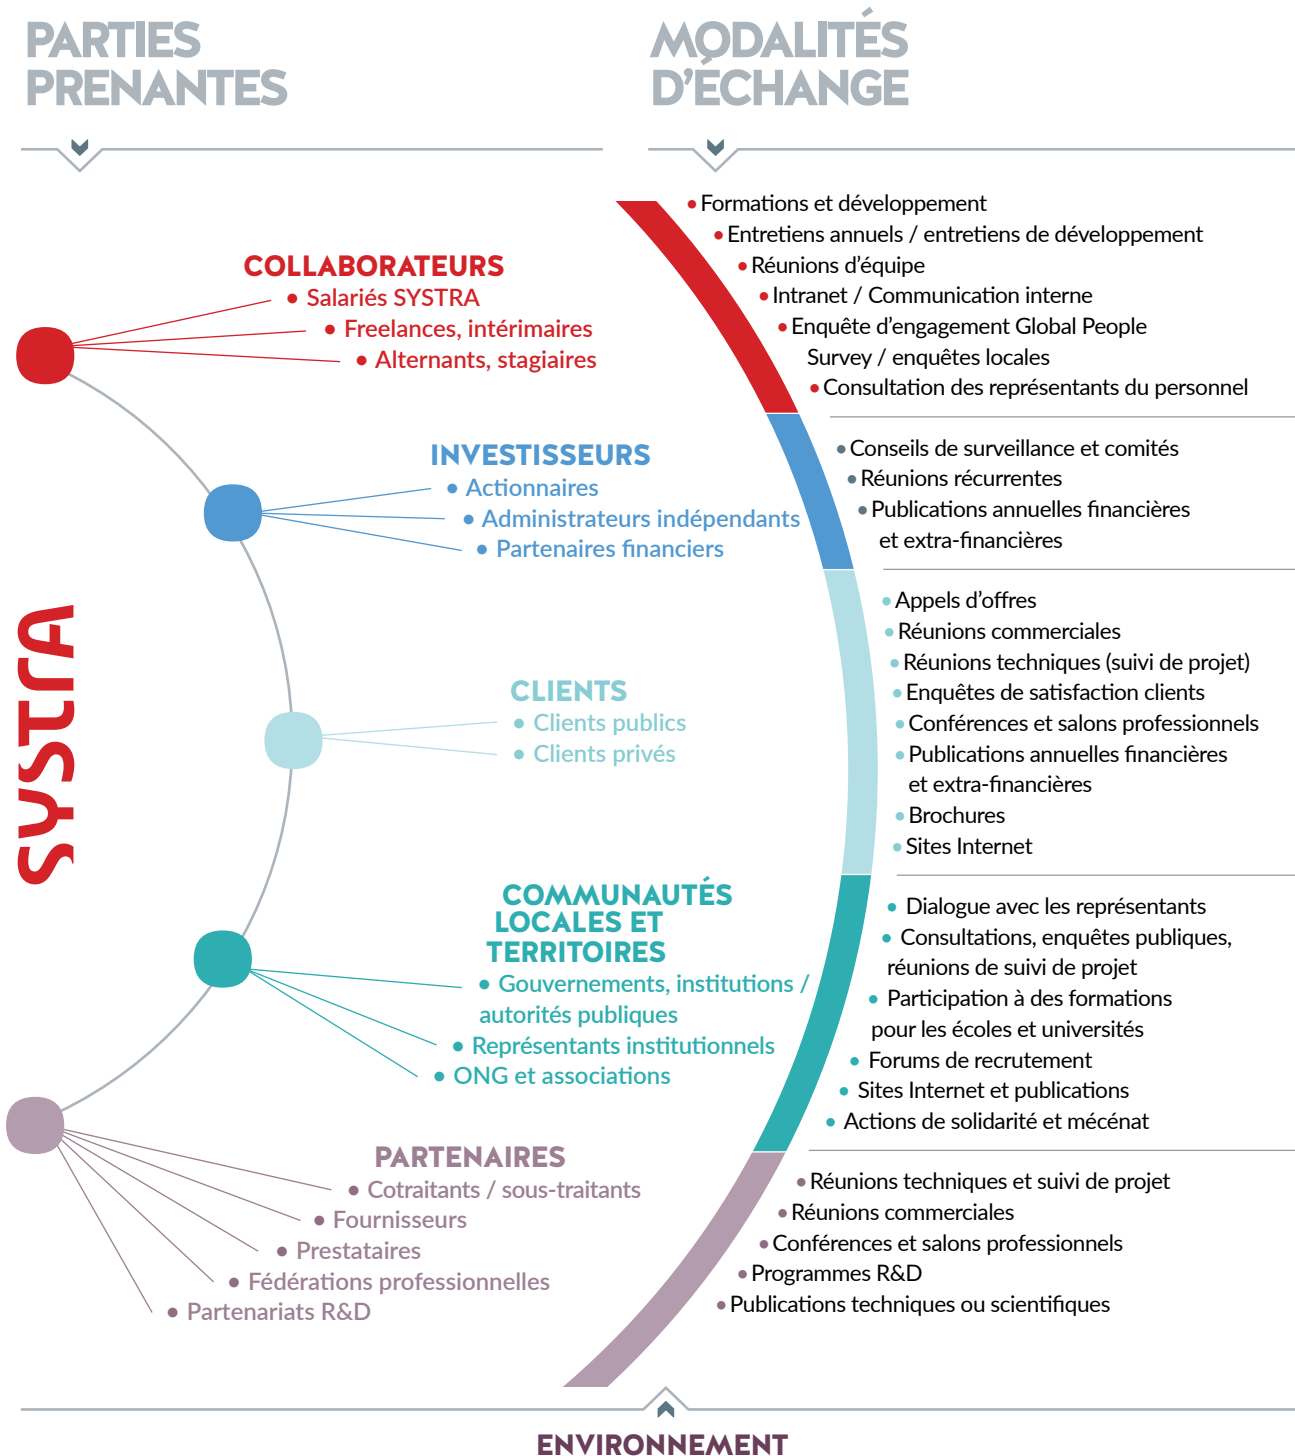 PARTIES
PRENANTES
MODALITÉS
D'ÉCHANGE
SYSTRA
COLLABORATEURS
• Salariés SYSTRA
• Freelances, intérimaires
• Alternants, stagiaires
• Formations et développement
• Entretiens annuels / entretiens de développement
• Réunions d'équipe
• Intranet / Communication interne
• Enquête d'engagement Global People
Survey / enquêtes locales
• Consultation des représentants du personnel
INVESTISSEURS
• Actionnaires
• Administrateurs indépendants
• Partenaires financiers
• Conseils de surveillance et comités
• Réunions récurrentes
• Publications annuelles financières
et extra-financières
CLIENTS
• Clients publics
• Clients privés
• Appels d'offres
• Réunions commerciales
• Réunions techniques (suivi de projet)
• Enquêtes de satisfaction clients
• Conférences et salons professionnels
• Publications annuelles financières
et extra-financières
• Brochures
• Sites Internet
COMMUNAUTÉS
LOCALES ET
TERRITOIRES
• Gouvernements, institutions /
autorités publiques
• Représentants institutionnels
• ONG et associations
• Dialogue avec les représentants
• Consultations, enquêtes publiques,
réunions de suivi de projet
• Participation à des formations
pour les écoles et universités
• Forums de recrutement
• Sites Internet et publications
• Actions de solidarité et mécénat
PARTENAIRES
• Cotraitants / sous-traitants
• Fournisseurs
• Prestataires
• Fédérations professionnelles
• Partenariats R&D
• Réunions techniques et suivi de projet
• Réunions commerciales
• Conférences et salons professionnels
• Programmes R&D
• Publications techniques ou scientifiques
ENVIRONNEMENT